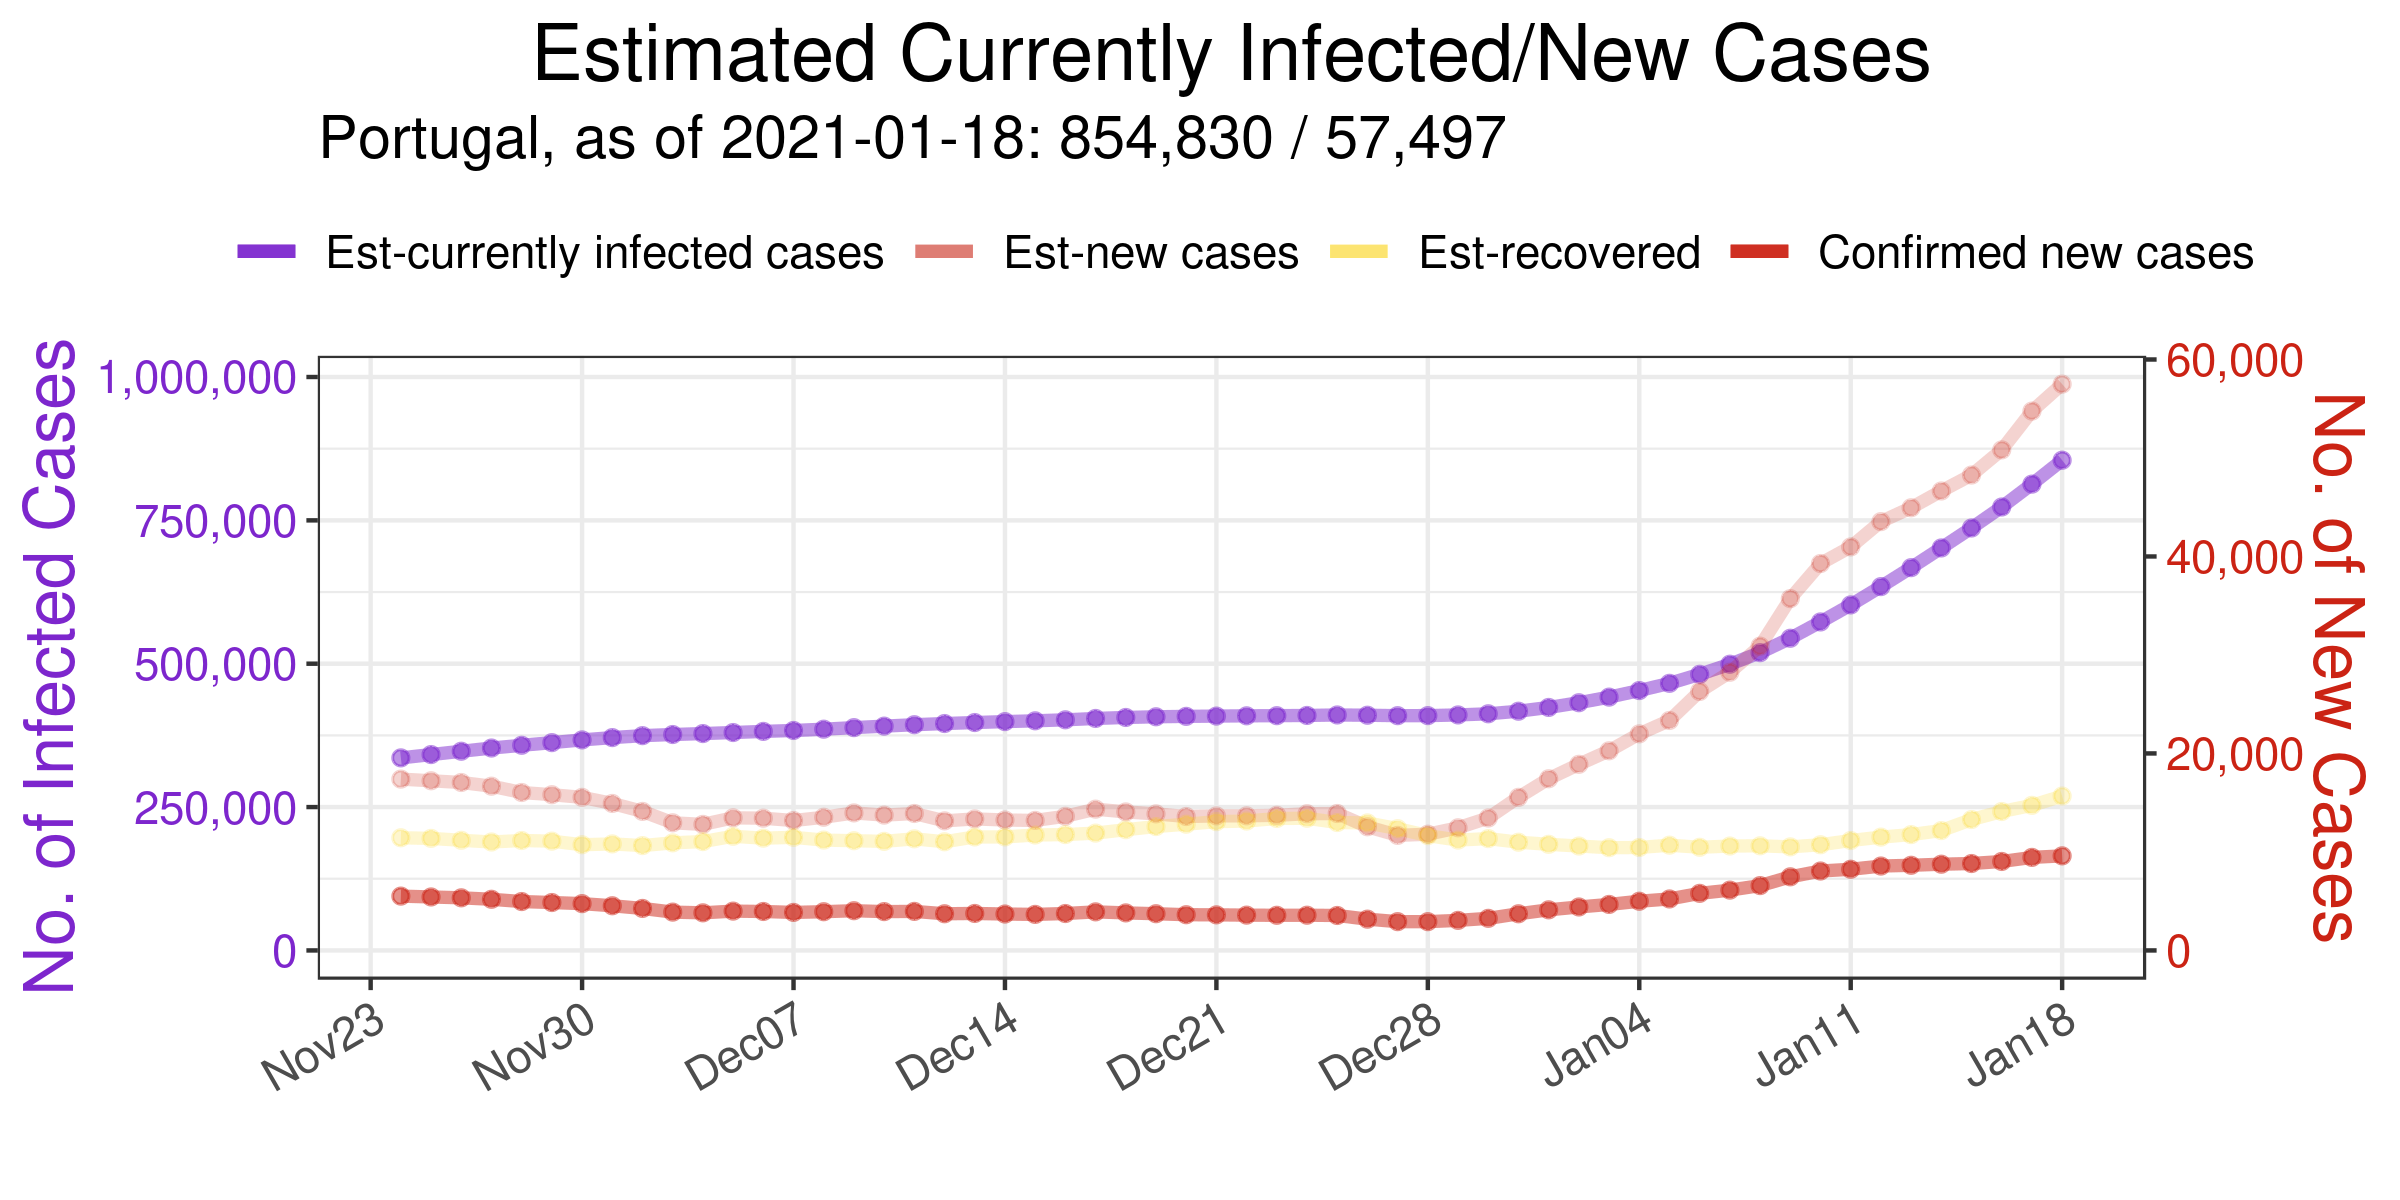 Estimated Currently Infected/New Cases
Portugal, as of 2021-01-18: 854,830 / 57,497
Est-currently infected cases Est-new cases Est-recovered Confirmed new cases
No. of Infected Cases
1,000,000
750,000
500,000
250,000
0
60,000
40,000
20,000
0
No. of New Cases
Nov23 Nov30 Dec07 Dec14 Dec21 Dec28 Jan04 Jan11 Jan18